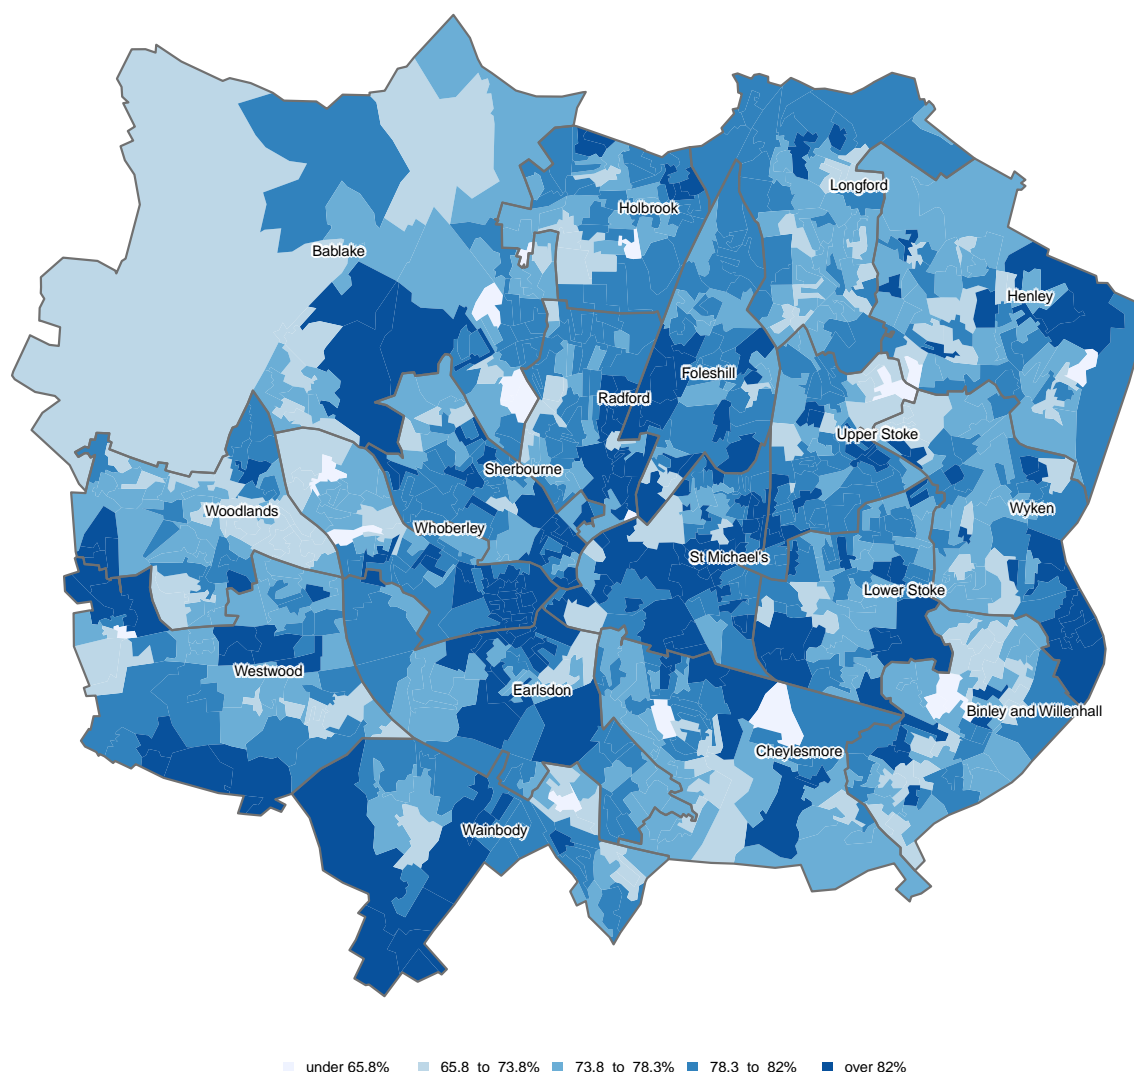 Longford
Holbrook
Bablake
Henley
Foleshill
Radford
Upper Stoke
Sherbourne
Wyken
Woodlands
Whoberley
St Michael's
Lower Stoke
Westwood
Earlsdon
Binley and Willenhall
Cheylesmore
Wainbody
under 65.8% 65.8 to 73.8% 73.8 to 78.3% 78.3 to 82% over 82%